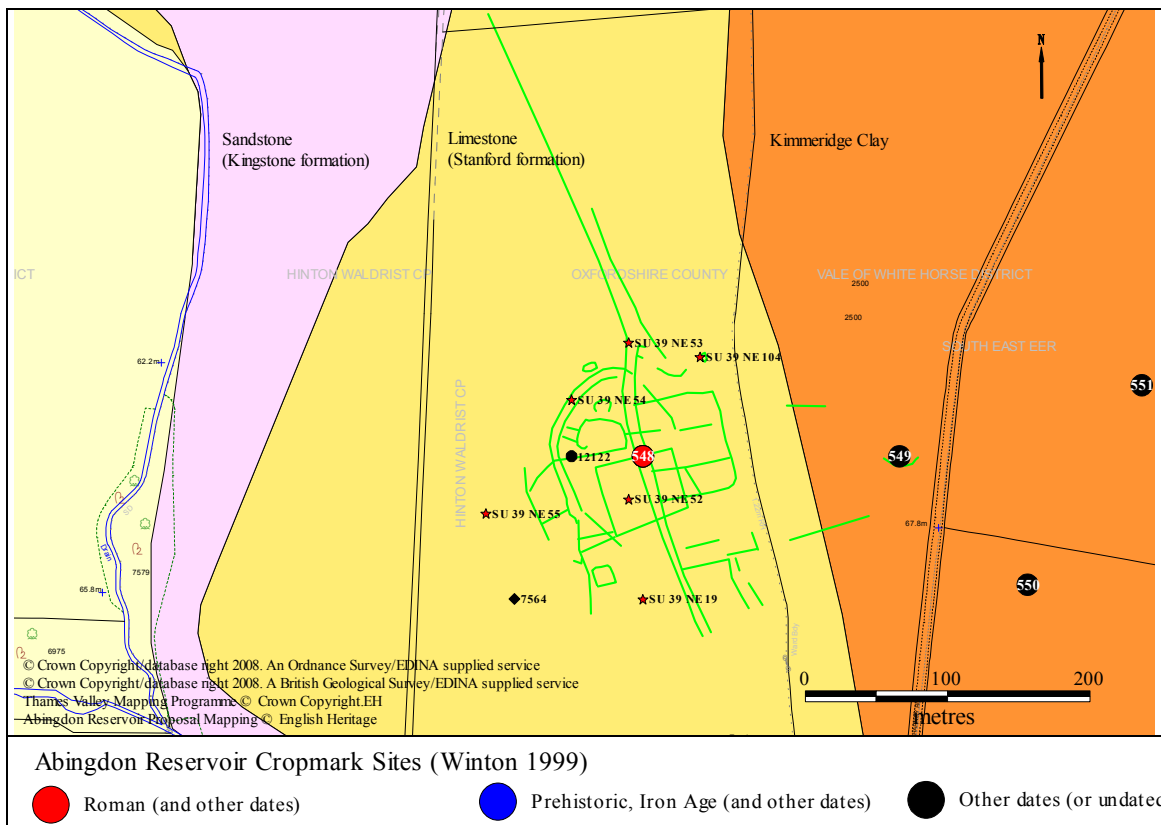 N
Sandstone
(Kingstone formation)
Limestone
(Stanford formation)
Kimmeridge Clay
ICT
HINTON WALDRIST CP
OXFORDSHIRE COUNTY
VALE OF WHITE HORSE DISTRICT
2500
2500
SU 39 NE 53
SOUTH EAST EER
SU 39 NE 104
62.2m
551
HINTON WALDRIST CP
SU 39 NE 54
12122
548
549
SU 39 NE 52
SU 39 NE 55
SD
67.8m
Drain
7579
550
65.8m
7564
SU 39 NE 19
6975
© Crown Copyright/database right 2008. An Ordnance Survey/EDINA supplied service
© Crown Copyright/database right 2008. A British Geological Survey/EDINA supplied service
Thames Valley Mapping Programme © Crown Copyright.EH
Abingdon Reservoir Proposal Mapping © English Heritage
0 100 200
metres
Abingdon Reservoir Cropmark Sites (Winton 1999)
Roman (and other dates)
Prehistoric, Iron Age (and other dates)
Other dates (or undated